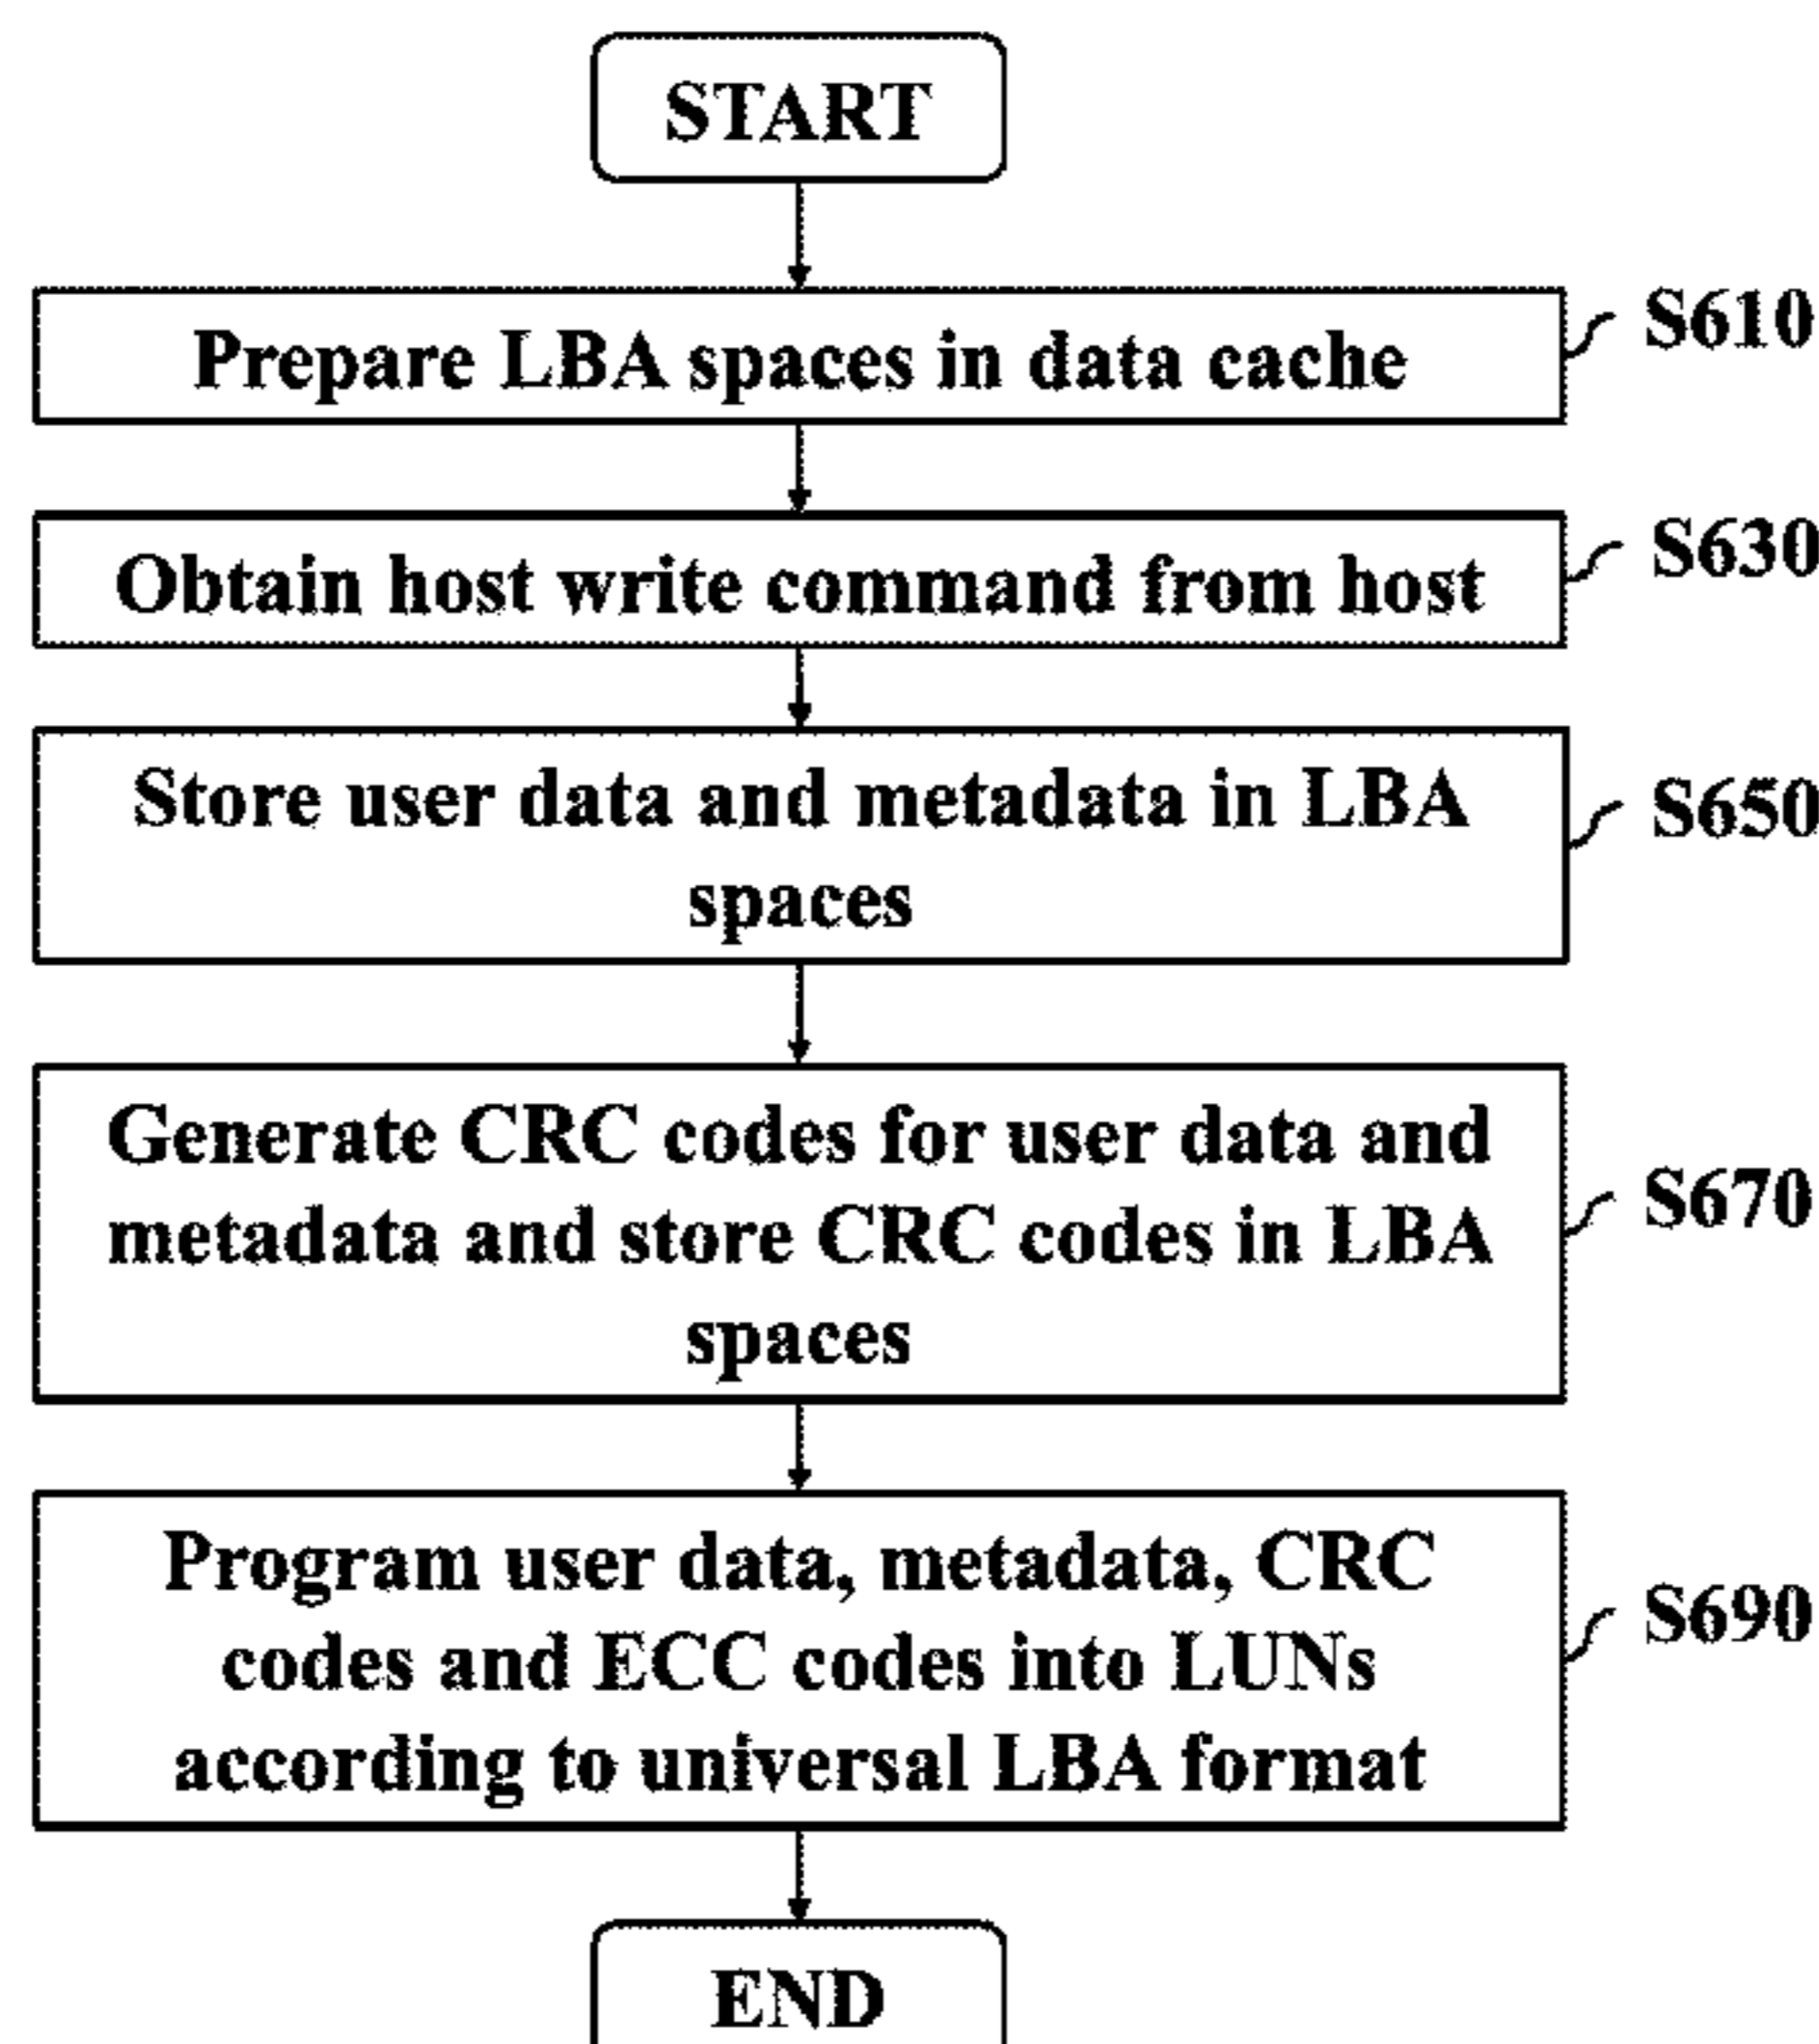 START
Prepare LBA spaces in data cache
S610
Obtain host write command from host
S630
Store user data and metadata in LBA
spaces
S650
Generate CRC codes for user data and
metadata and store CRC codes in LBA
spaces
S670
Program user data, metadata, CRC
codes and ECC codes into LUNs
according to universal LBA format
S690
END